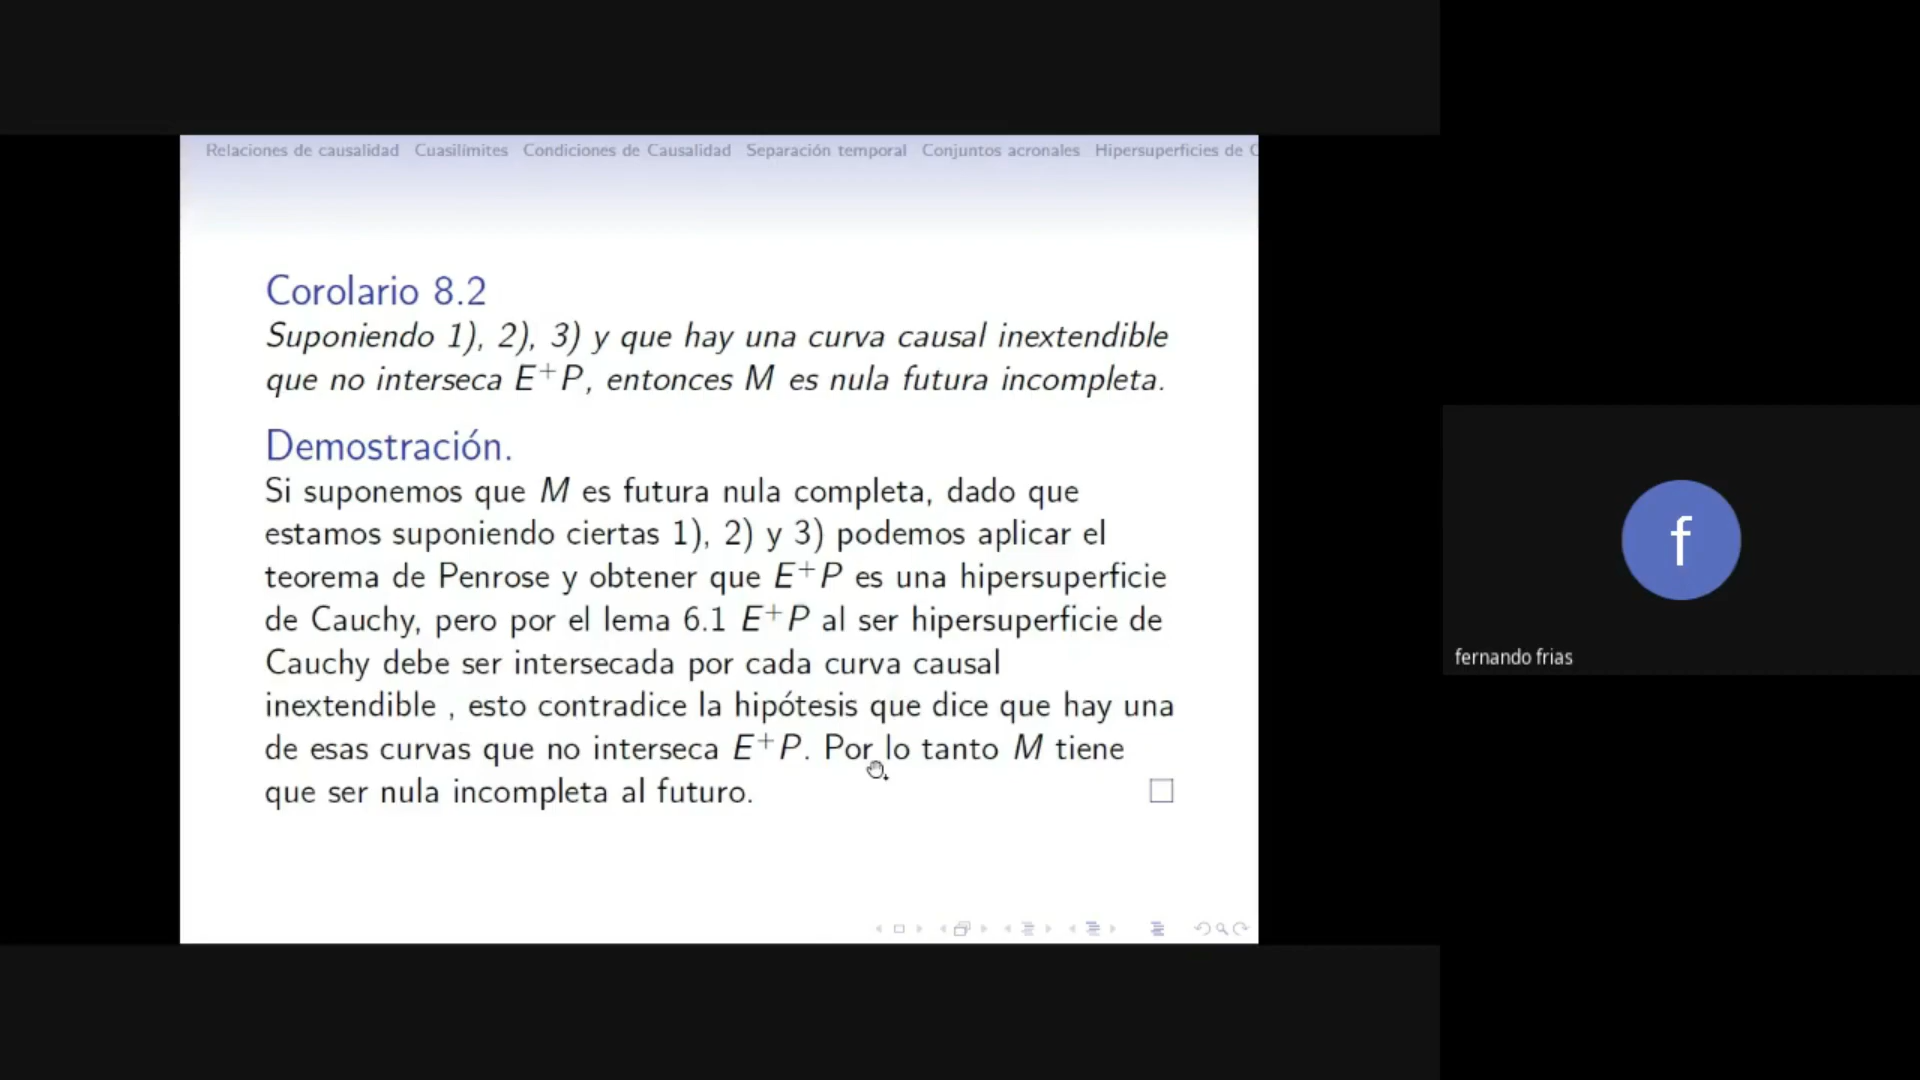 Relaciones de causalidad Cuasilímites Condiciones de Causalidad Separación temporal Conjuntos acronales Hipersuperficies de C
Corolario 8.2
Suponiendo 1), 2), 3) y que hay una curva causal inextendible
que no interseca E⁺P, entonces M es nula futura incompleta.
Demostración.
Si suponemos que M es futura nula completa, dado que
estamos suponiendo ciertas 1), 2) y 3) podemos aplicar el
teorema de Penrose y obtener que E⁺P es una hipersuperficie
de Cauchy, pero por el lema 6.1 E⁺P al ser hipersuperficie de
Cauchy debe ser intersecada por cada curva causal
inextendible , esto contradice la hipótesis que dice que hay una
de esas curvas que no interseca E⁺P. Por lo tanto M tiene
que ser nula incompleta al futuro.
f
fernando frias